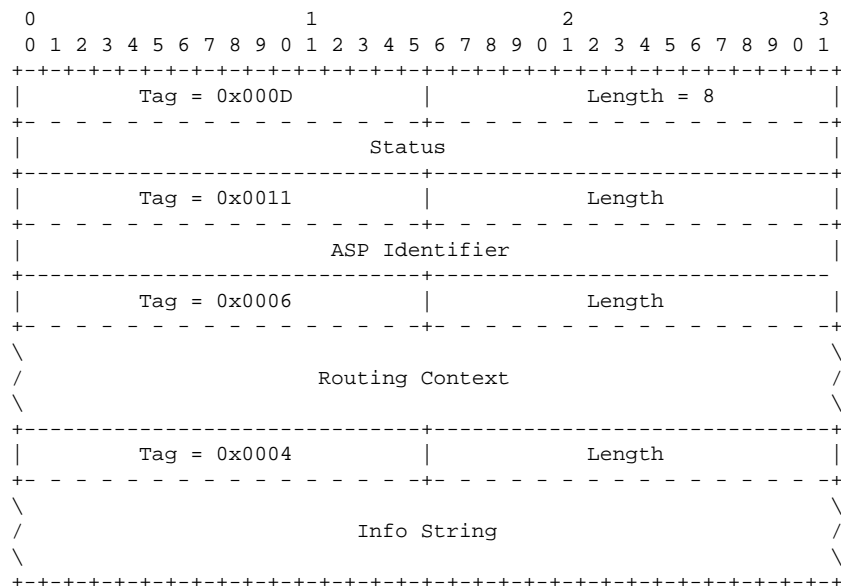 0                   1                   2                   3
 0 1 2 3 4 5 6 7 8 9 0 1 2 3 4 5 6 7 8 9 0 1 2 3 4 5 6 7 8 9 0 1
+-+-+-+-+-+-+-+-+-+-+-+-+-+-+-+-+-+-+-+-+-+-+-+-+-+-+-+-+-+-+-+-+
|         Tag = 0x000D          |            Length = 8         |
+- - - - - - - - - - - - - - - -+- - - - - - - - - - - - - - - -+
|                           Status                              |
+-------------------------------+-------------------------------+
|         Tag = 0x0011          |            Length             |
+- - - - - - - - - - - - - - - -+- - - - - - - - - - - - - - - -+
|                        ASP Identifier                         |
+-------------------------------+-------------------------------
|         Tag = 0x0006          |            Length             |
+- - - - - - - - - - - - - - - -+- - - - - - - - - - - - - - - -+
\                                                               \
/                       Routing Context                         /
\                                                               \
+-------------------------------+-------------------------------+
|         Tag = 0x0004          |            Length             |
+- - - - - - - - - - - - - - - -+- - - - - - - - - - - - - - - -+
\                                                               \
/                          Info String                          /
\                                                               \
+-+-+-+-+-+-+-+-+-+-+-+-+-+-+-+-+-+-+-+-+-+-+-+-+-+-+-+-+-+-+-+-+